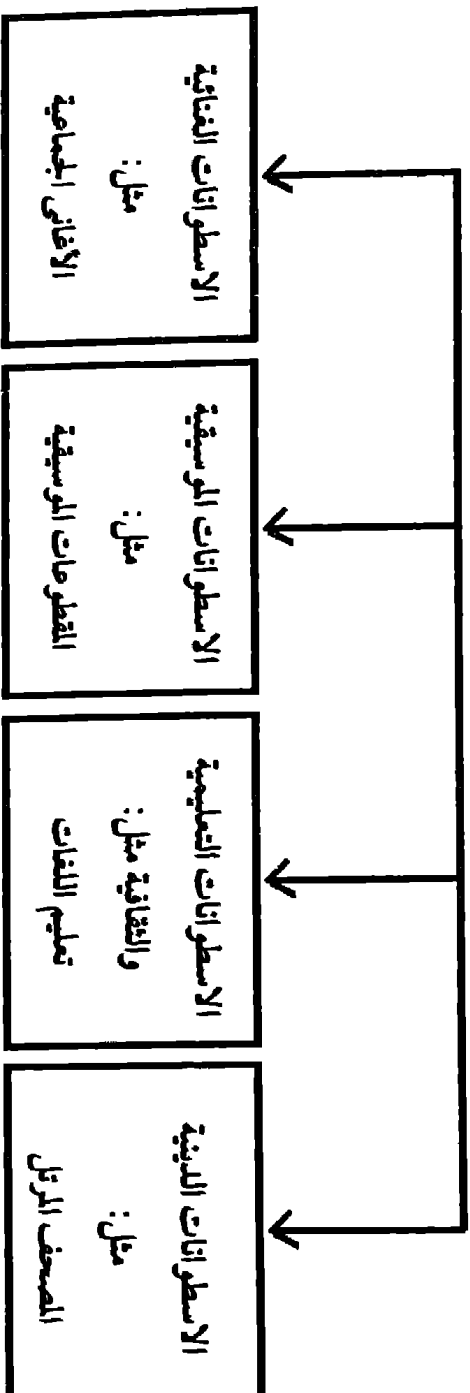 الاسطوانات الغنائية
مثل:
الأغانى الجماعية
الاسطوانات الموسيقية
مثل:
المقطوعات الموسيقية
الاسطوانات التعليمية
والثقافية مثل:
تعليم اللغات
الاسطوانات الدينية
مثل:
المصحف المرتل